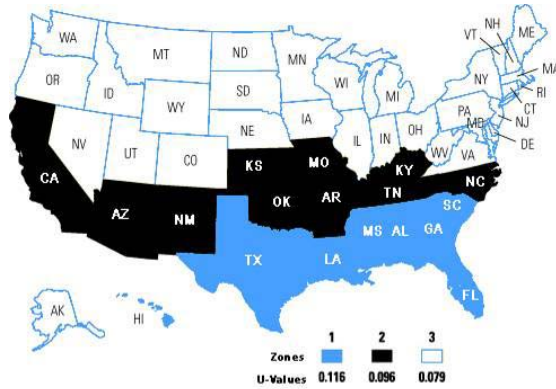 WA
MT
ND
MN
VT
NH
ME
OR
ID
WY
SD
WI
MI
NY
MA
RI
CT
NV
UT
CO
NE
IA
IL
IN
OH
PA
NJ
MD
DE
WV
VA
CA
AZ
NM
KS
OK
MO
AR
KY
TN
NC
SC
TX
LA
MS
AL
GA
FL
AK
HI
Zones 1 2 3
U-Values 0.116 0.096 0.079